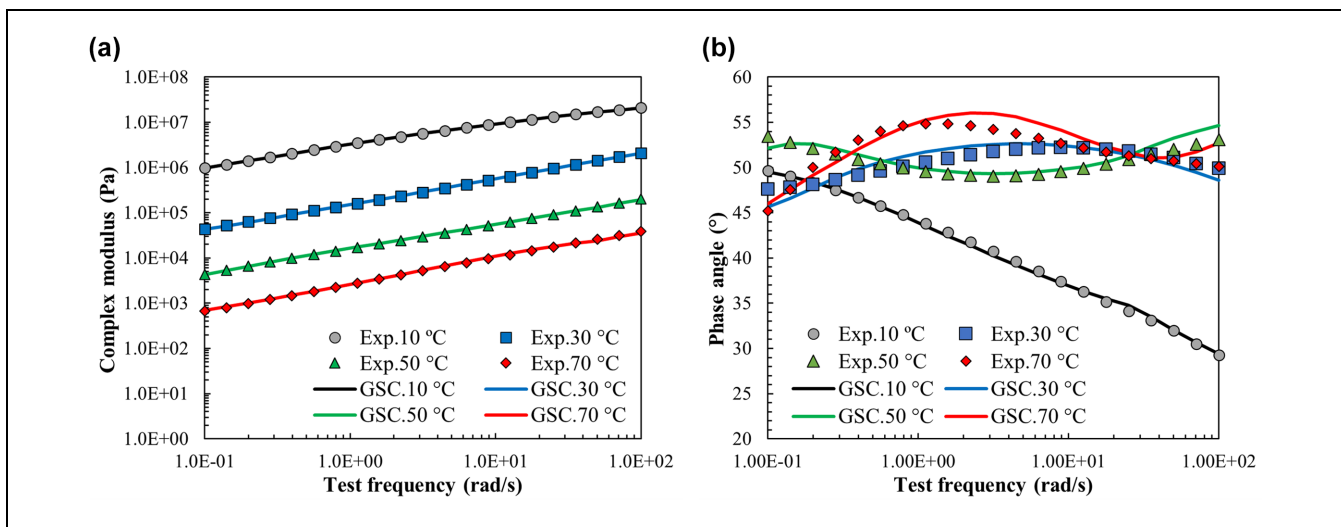 (a)
1.0E+08
1.0E+07
1.0E+06
1.0E+05
1.0E+04
1.0E+03
1.0E+02
1.0E+01
1.0E+00
Complex modulus (Pa)
Exp.10 ºC
Exp.30 °C
Exp.50 °C
Exp.70 °C
GSC.10 °C
GSC.30 °C
GSC.50 °C
GSC.70 °C
1.0E-01
1.0E+00
1.0E+01
1.0E+02
Test frequency (rad/s)
(b)
60
55
50
45
40
35
30
25
20
Phase angle (°)
Exp.10 ºC
Exp.30 °C
Exp.50 °C
Exp.70 °C
GSC.10 °C
GSC.30 °C
GSC.50 °C
GSC.70 °C
1.00E-01
1.00E+00
1.00E+01
1.00E+02
Test frequency (rad/s)